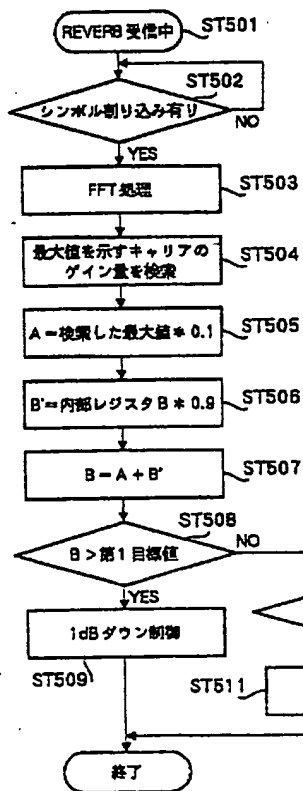 REVERB 受信中
ST501
ST502
シンボル割り込み有り
NO
YES
FFT 処理
ST503
最大値を示すキャリアの
ゲイン量を検索
ST504
A＝検索した最大値＊0.1
ST505
B'＝内部レジスタB＊0.9
ST506
B＝A＋B'
ST507
ST508
B＞第1目標値
NO
YES
1dBダウン制御
ST509
ST511
終了